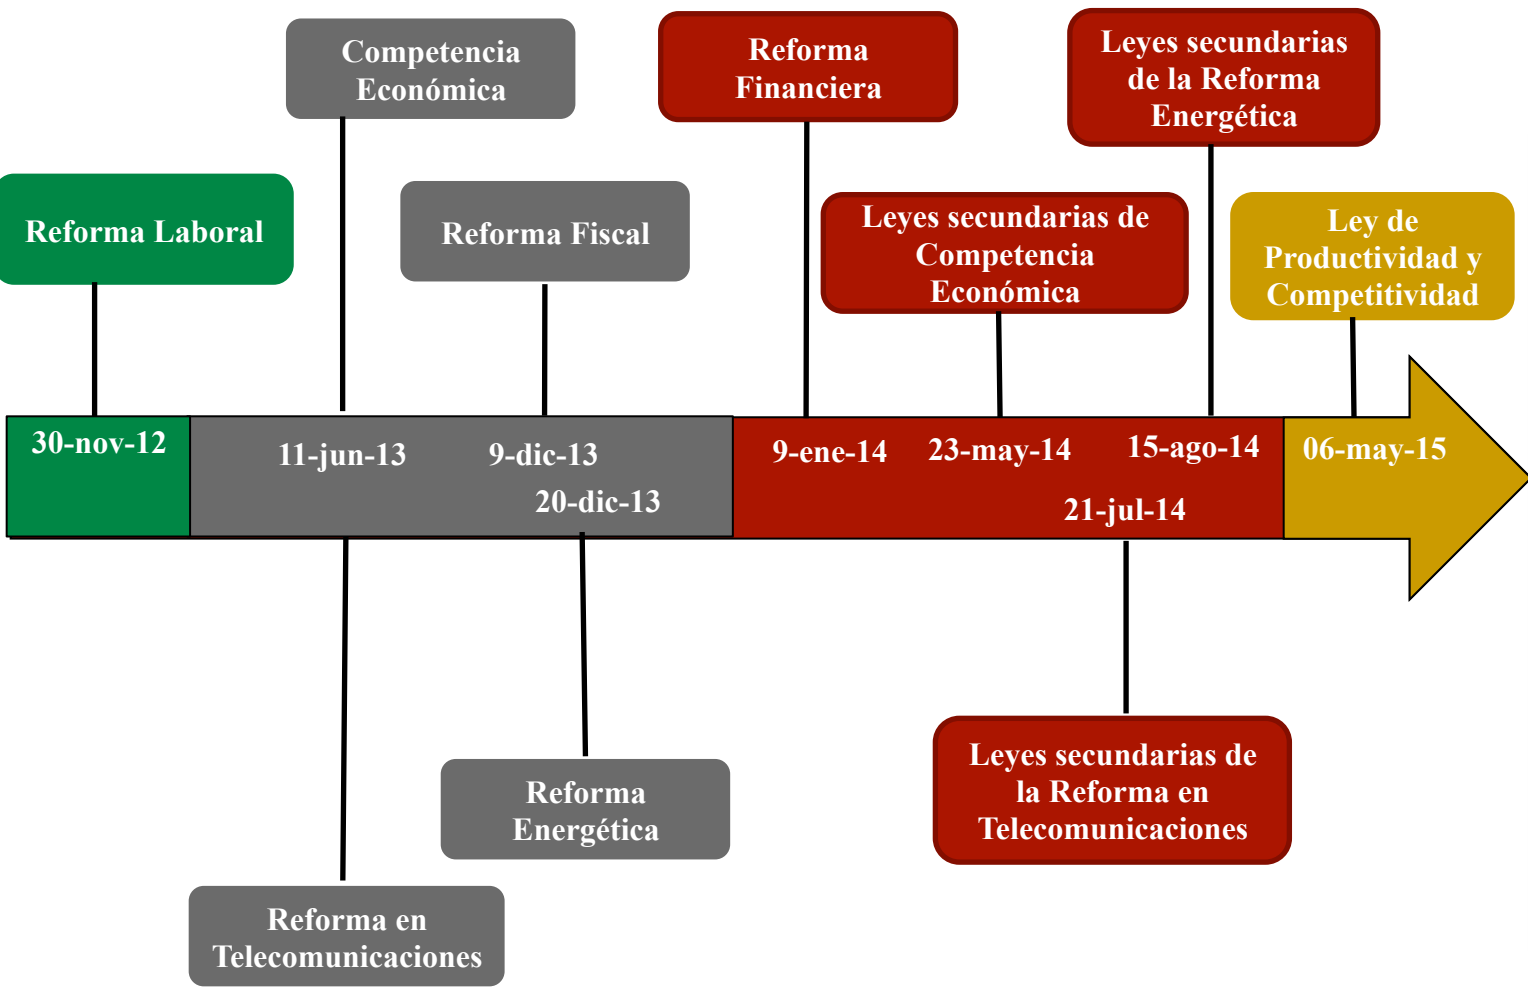 Competencia
Económica
Reforma
Financiera
Leyes secundarias
de la Reforma
Energética
Reforma Laboral
Reforma Fiscal
Leyes secundarias de
Competencia
Económica
Ley de
Productividad y
Competitividad
30-nov-12
11-jun-13
9-dic-13
20-dic-13
9-ene-14
23-may-14
15-ago-14
21-jul-14
06-may-15
Reforma
Energética
Leyes secundarias de
la Reforma en
Telecomunicaciones
Reforma en
Telecomunicaciones